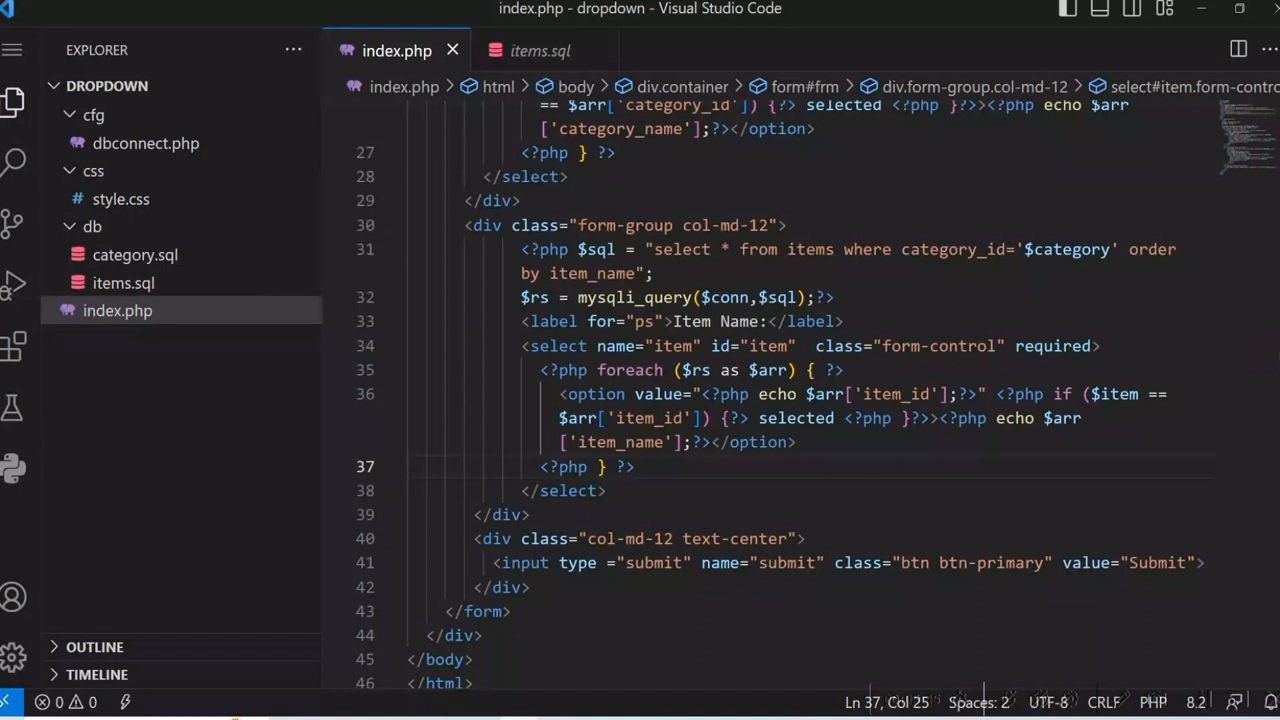 index.php - dropdown - Visual Studio Code
EXPLORER
index.php
items.sql
DROPDOWN
index.php > html > body > div.container > form#frm > div.form-group.col-md-12 > select#item.form-contro
cfg
dbconnect.php
css
style.css
db
category.sql
items.sql
index.php
== $arr['category_id']) {?> selected <?php }?>><?php echo $arr
['category_name'];?></option>
27 <?php } ?>
28 </select>
29 </div>
30 <div class="form-group col-md-12">
31 <?php $sql = "select * from items where category_id='$category' order
by item_name";
32 $rs = mysqli_query($conn,$sql);?>
33 <label for="ps">Item Name:</label>
34 <select name="item" id="item"  class="form-control" required>
35 <?php foreach ($rs as $arr) { ?>
36 <option value="<?php echo $arr['item_id'];?>" <?php if ($item ==
$arr['item_id']) {?> selected <?php }?>><?php echo $arr
['item_name'];?></option>
37 <?php } ?>
38 </select>
39 </div>
40 <div class="col-md-12 text-center">
41 <input type ="submit" name="submit" class="btn btn-primary" value="Submit">
42 </div>
43 </form>
44 </div>
45 </body>
46 </html>
OUTLINE
TIMELINE
0 0
Ln 37, Col 25
Spaces: 2
UTF-8
CRLF
PHP
8.2